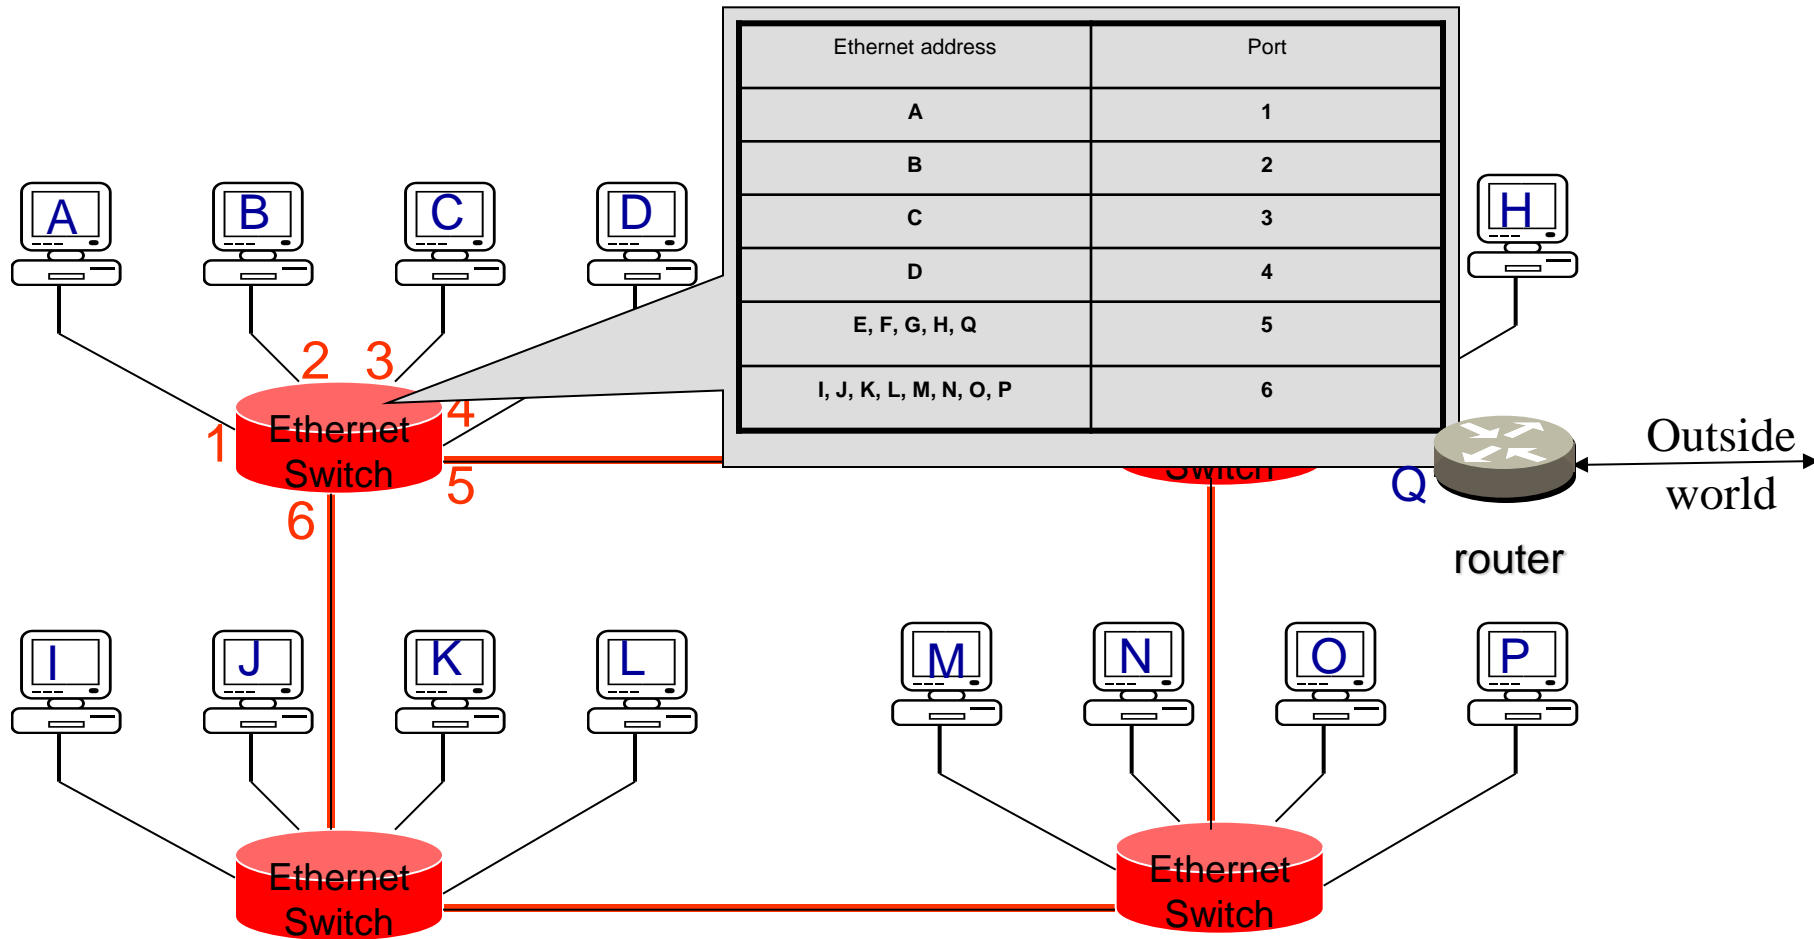 Ethernet address Port
A 1
B 2
C 3
D 4
E, F, G, H, Q 5
I, J, K, L, M, N, O, P 6
A B C D H
2 3
4
1
Ethernet
Switch
5
6
Switch
Q
Outside
world
router
I J K L M N O P
Ethernet
Switch
Ethernet
Switch